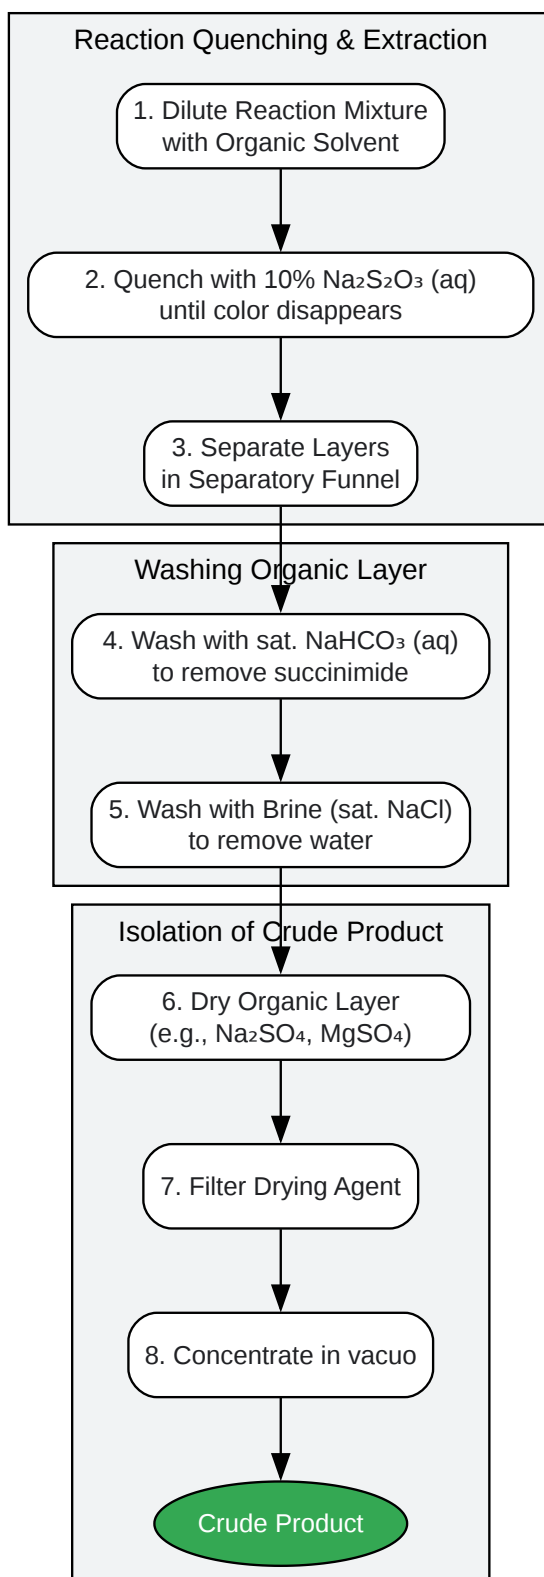 Reaction Quenching & Extraction
1. Dilute Reaction Mixture
with Organic Solvent
2. Quench with 10% Na₂S₂O₃ (aq)
until color disappears
3. Separate Layers
in Separatory Funnel
Washing Organic Layer
4. Wash with sat. NaHCO₃ (aq)
to remove succinimide
5. Wash with Brine (sat. NaCl)
to remove water
Isolation of Crude Product
6. Dry Organic Layer
(e.g., Na₂SO₄, MgSO₄)
7. Filter Drying Agent
8. Concentrate in vacuo
Crude Product